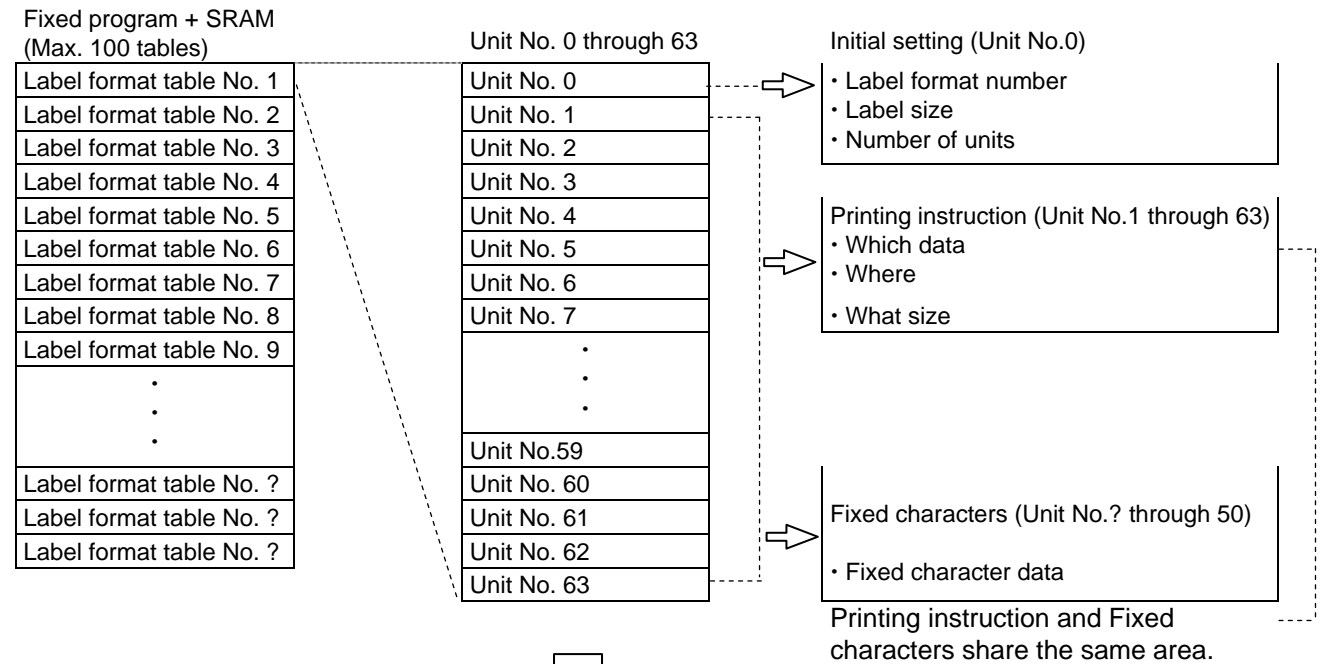 Fixed program + SRAM
(Max. 100 tables)
Label format table No. 1
Label format table No. 2
Label format table No. 3
Label format table No. 4
Label format table No. 5
Label format table No. 6
Label format table No. 7
Label format table No. 8
Label format table No. 9
・
・
・
Label format table No. ?
Label format table No. ?
Label format table No. ?
Unit No. 0 through 63
Unit No. 0
Unit No. 1
Unit No. 2
Unit No. 3
Unit No. 4
Unit No. 5
Unit No. 6
Unit No. 7
・
・
・
Unit No.59
Unit No. 60
Unit No. 61
Unit No. 62
Unit No. 63
Initial setting (Unit No.0)
・Label format number
・Label size
・Number of units
Printing instruction (Unit No.1 through 63)
・Which data
・Where
・What size
Fixed characters (Unit No.? through 50)
・Fixed character data
Printing instruction and Fixed
characters share the same area.